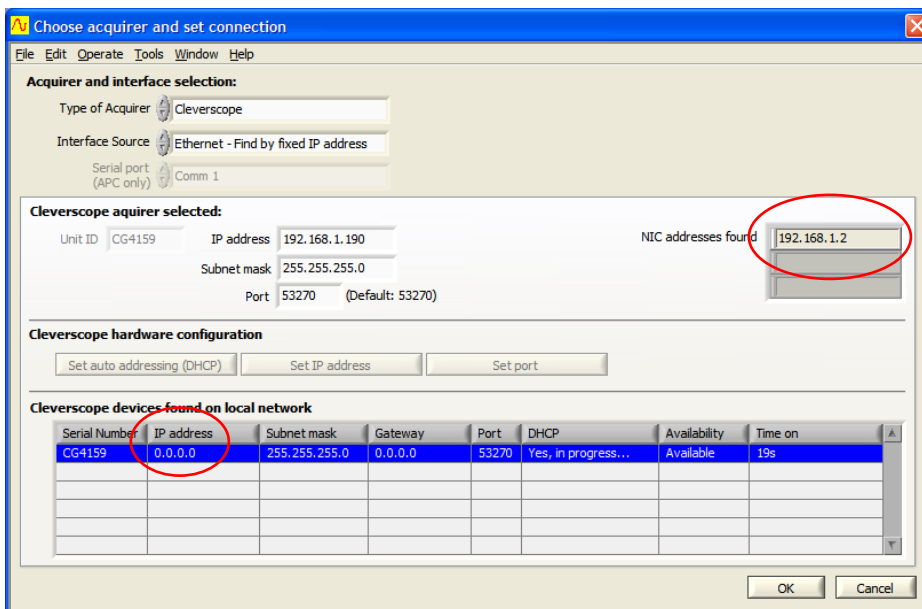 Choose acquirer and set connection
File Edit Operate Tools Window Help
Acquirer and interface selection:
Type of Acquirer Cleverscope
Interface Source Ethernet - Find by fixed IP address
Serial port
(APC only) Comm 1
Cleverscope aquirer selected:
Unit ID CG4159 IP address 192.168.1.190 NIC addresses found 192.168.1.2
Subnet mask 255.255.255.0
Port 53270 (Default: 53270)
Cleverscope hardware configuration
Set auto addressing (DHCP) Set IP address Set port
Cleverscope devices found on local network
Serial Number IP address Subnet mask Gateway Port DHCP Availability Time on
CG4159 0.0.0.0 255.255.255.0 0.0.0.0 53270 Yes, in progress... Available 19s
OK Cancel